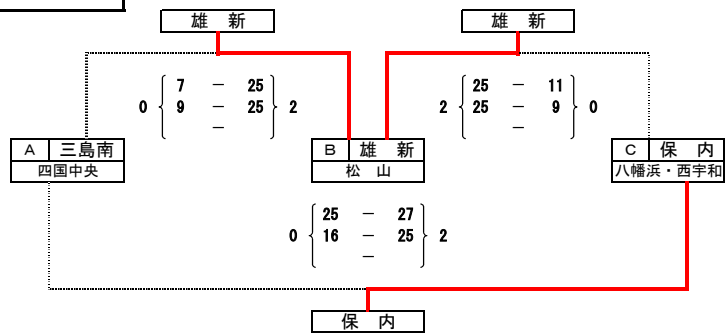 雄 新 雄 新
7 － 25 25 － 11
0 9 － 25 2 2 25 － 9 0
－ －
A 三島南 B 雄 新 C 保 内
四国中央 松 山 八幡浜・西宇和
25 － 27
0 16 － 25 2
－
保 内